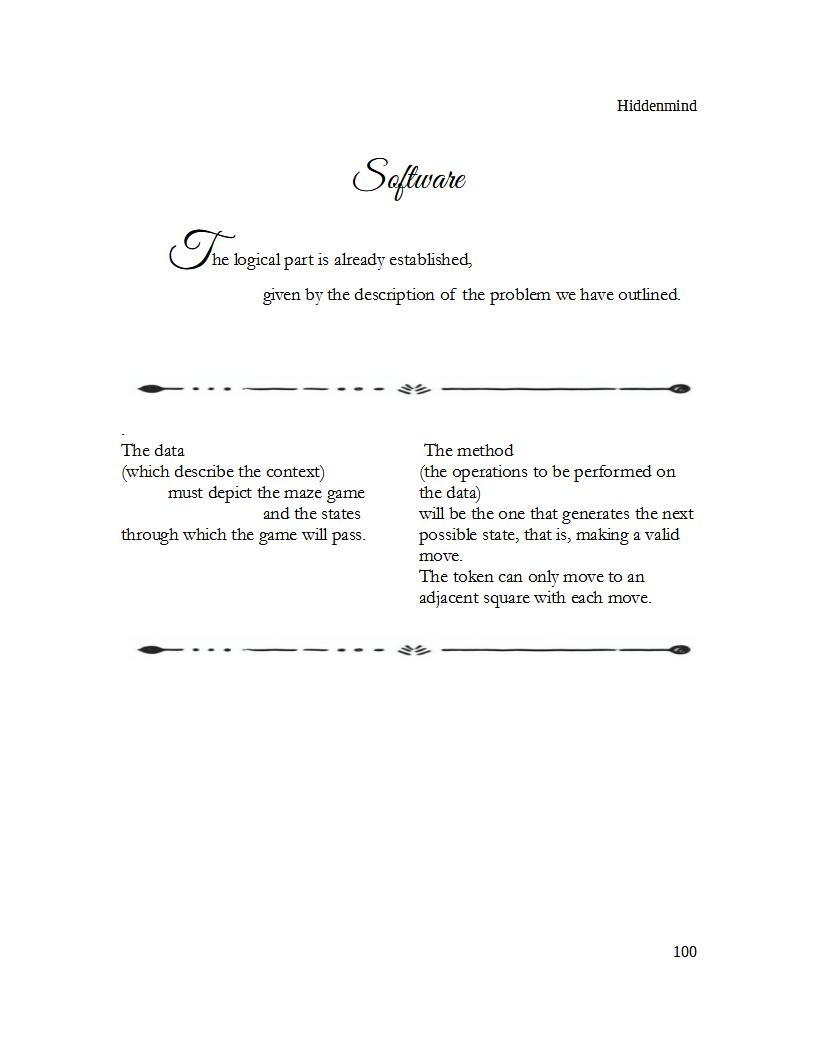 Hiddenmind
Software
The logical part is already established,
given by the description of the problem we have outlined.
.
The data
(which describe the context)
must depict the maze game
and the states
through which the game will pass.
The method
(the operations to be performed on
the data)
will be the one that generates the next
possible state, that is, making a valid
move.
The token can only move to an
adjacent square with each move.
100